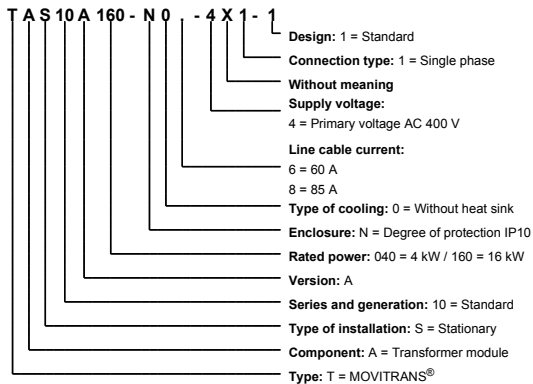 T A S 10 A 160 - N 0 . - 4 X 1 - 1
Design: 1 = Standard
Connection type: 1 = Single phase
Without meaning
Supply voltage:
4 = Primary voltage AC 400 V
Line cable current:
6 = 60 A
8 = 85 A
Type of cooling: 0 = Without heat sink
Enclosure: N = Degree of protection IP10
Rated power: 040 = 4 kW / 160 = 16 kW
Version: A
Series and generation: 10 = Standard
Type of installation: S = Stationary
Component: A = Transformer module
Type: T = MOVITRANS®